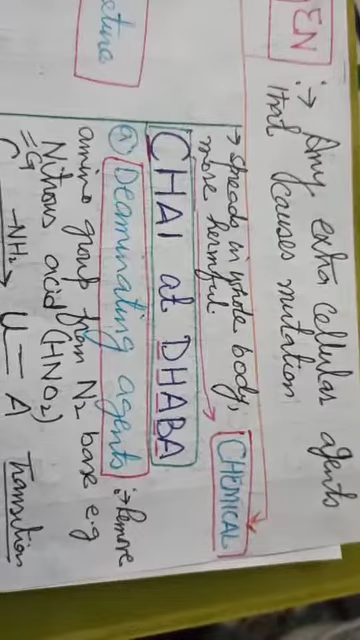 EN :→ Any extra cellular agents
that causes mutation
→ spreads in whole body,
more harmful
CHEMICAL
cture
CHAI at DHABA
a) Deaminating agents :→ Remove
amino group from N2 base e.g
Nitrous acid (HNO2)
C≡G -NH2 → U=A Transition